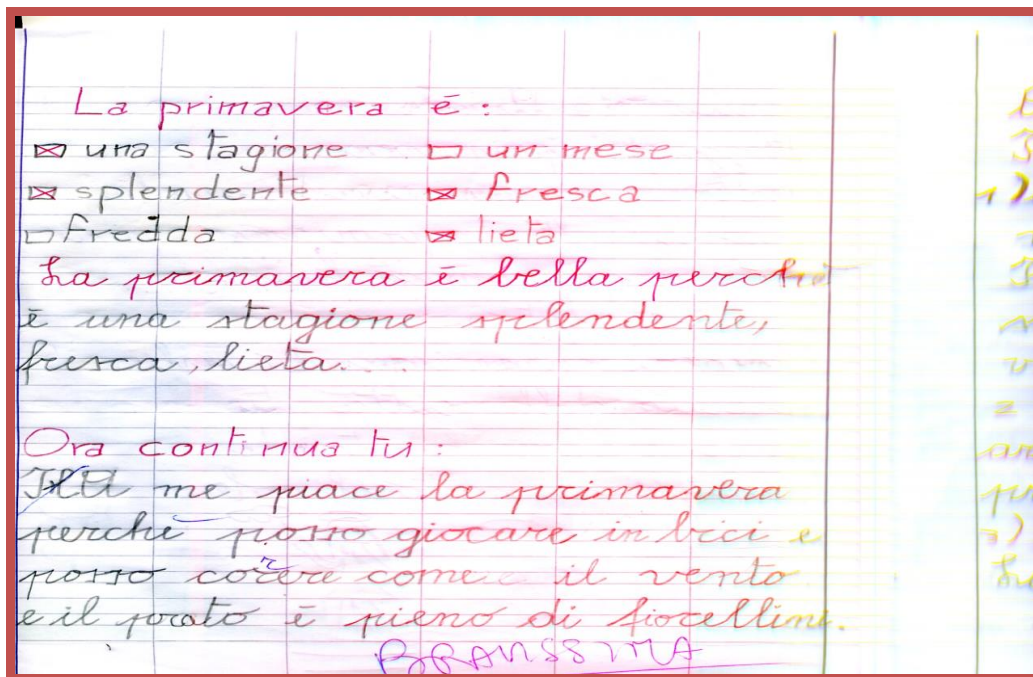 La primavera é:
☒ una stagione ☐ un mese
☒ splendente ☒ fresca
☐ fredda ☒ lieta
La primavera é bella perché
é una stagione splendente,
fresca, lieta.
Ora continua tu:
A me piace la primavera
perché posso giocare in bici e
posso correre come il vento
e il prato é pieno di fiorellini.
BRAVISSIMA